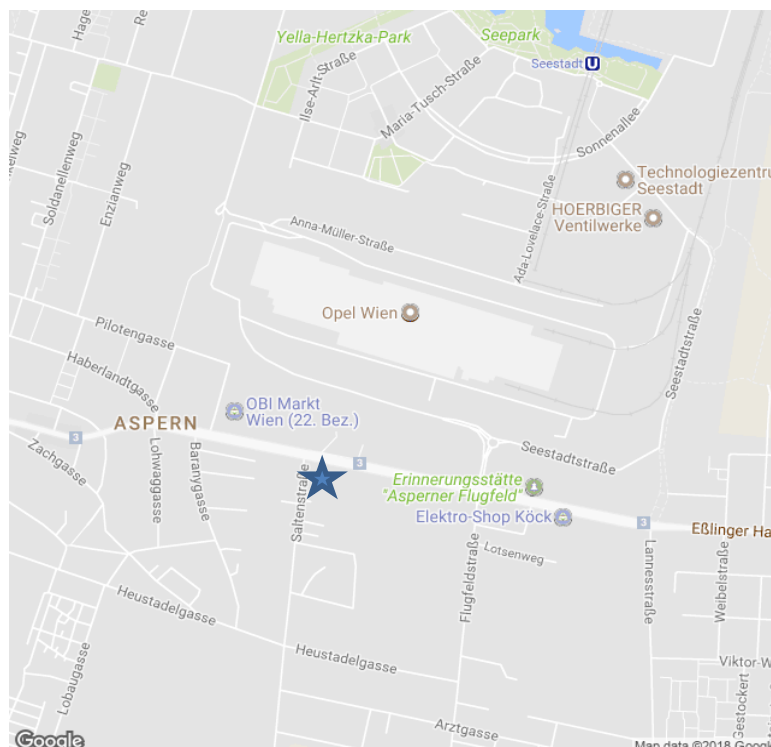 Yella-Hertzka-Park
Seepark
Seestadt U
Ilse-Arlt-Straße
Maria-Tusch-Straße
Sonnenallee
Soldanellenweg
Enzianweg
Technologiezentru
Seestadt
HOERBIGER
Ventilwerke
Anna-Müller-Straße
Ada-Lovelace-Straße
Opel Wien
Pilotengasse
Seestadtstraße
Haberlandtgasse
OBI Markt
Wien (22. Bez.)
ASPERN
3
Zachgasse
Lohwaggasse
Baranygasse
3
Seestadtstraße
Saltenstraße
Erinnerungsstätte
"Asperner Flugfeld"
Elektro-Shop Köck
3
Eßlinger Ha
Lotsenweg
Flugfeldstraße
Lannesstraße
Weibelstraße
Heustadelgasse
Heustadelgasse
Lobaugasse
Viktor-W
Gestockert
Arztgasse
Google
Map data ©2018 Goog